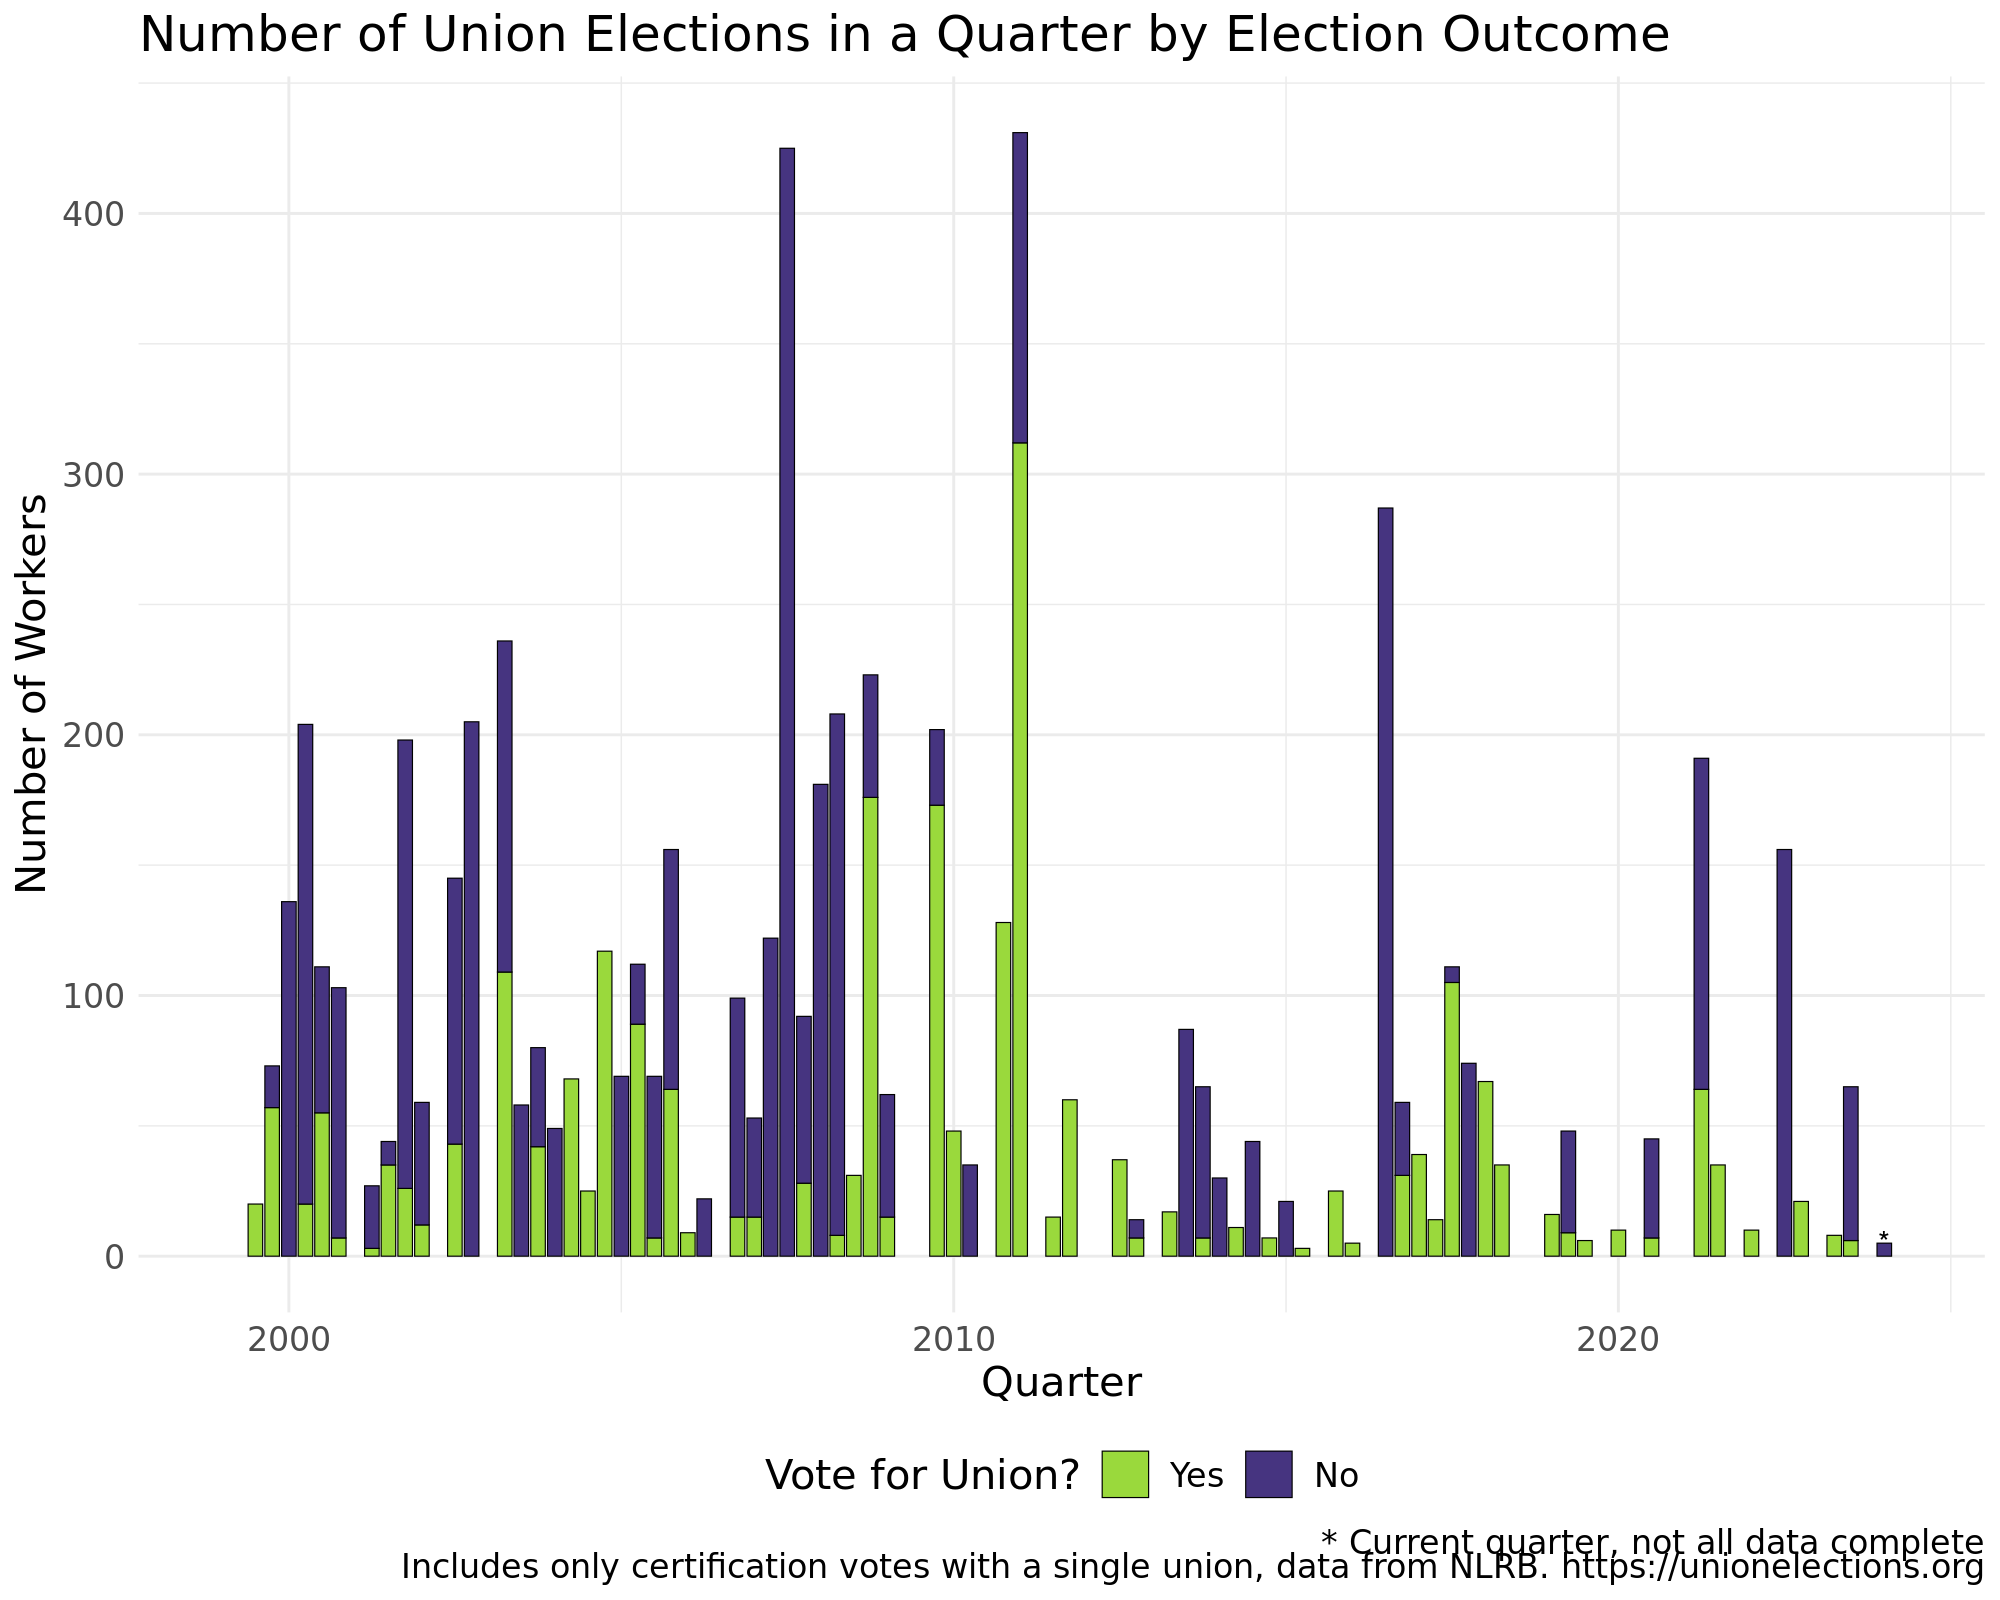 Number of Union Elections in a Quarter by Election Outcome
Number of Workers
400
300
200
100
0
*
2000 2010 2020
Quarter
Vote for Union? Yes No
* Current quarter, not all data complete
Includes only certification votes with a single union, data from NLRB. https://unionelections.org